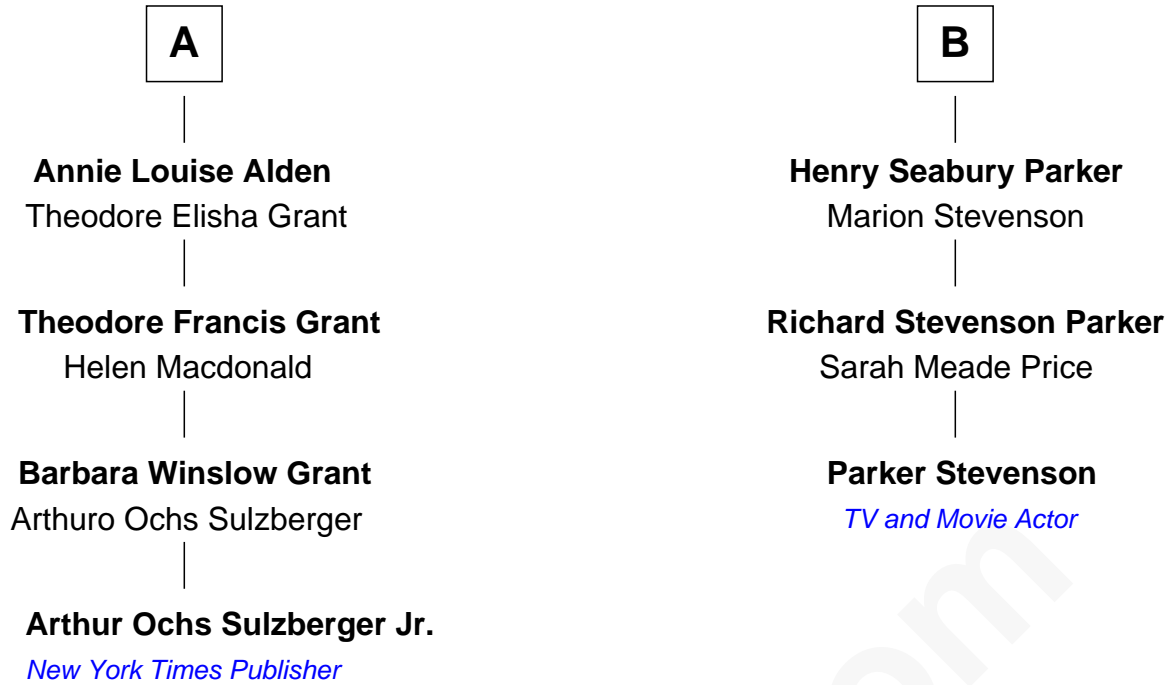 A
Annie Louise Alden
Theodore Elisha Grant
Theodore Francis Grant
Helen Macdonald
Barbara Winslow Grant
Arthuro Ochs Sulzberger
Arthur Ochs Sulzberger Jr.
New York Times Publisher
B
Henry Seabury Parker
Marion Stevenson
Richard Stevenson Parker
Sarah Meade Price
Parker Stevenson
TV and Movie Actor
om